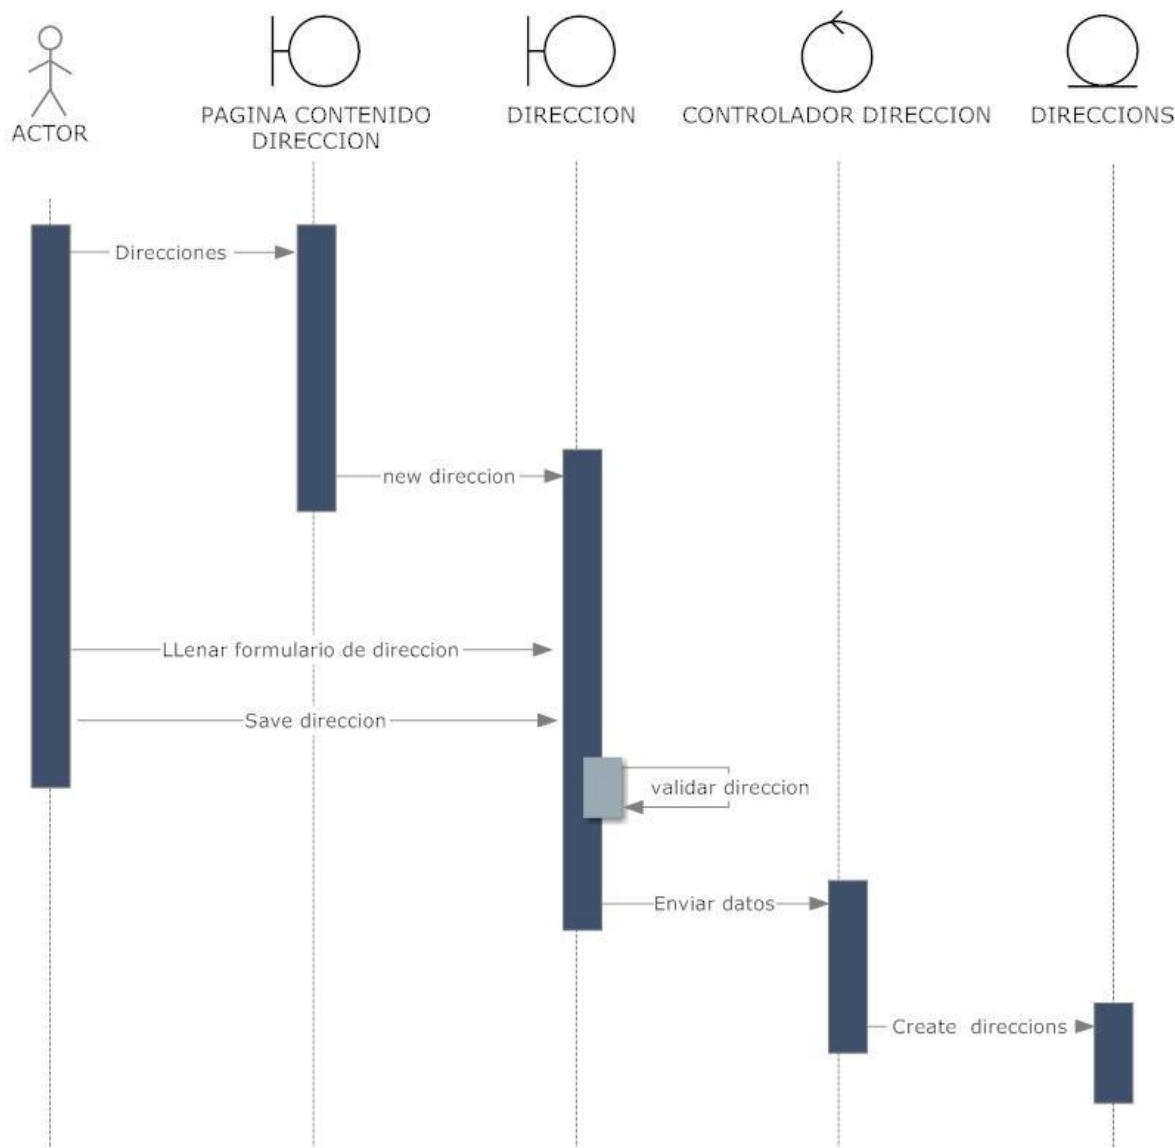 ACTOR
PAGINA CONTENIDO
DIRECCION
DIRECCION
CONTROLADOR DIRECCION
DIRECCIONS
Direcciones
new direccion
LLenar formulario de direccion
Save direccion
validar direccion
Enviar datos
Create direccions